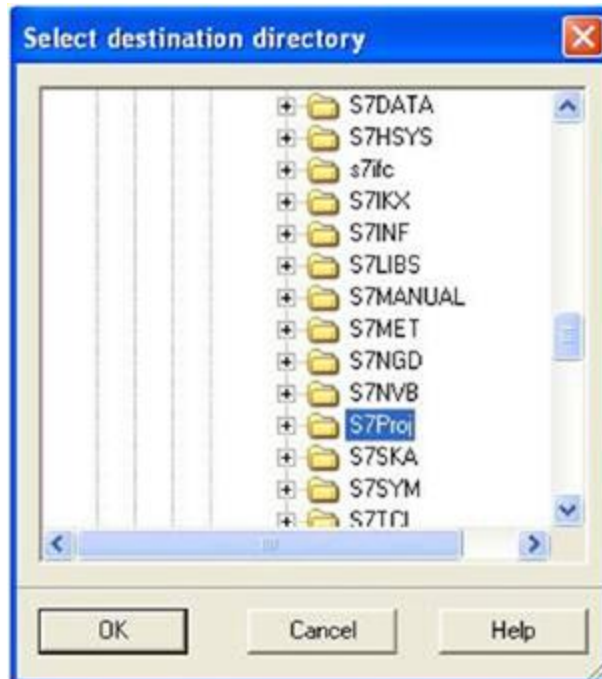 Select destination directory
S7DATA
S7HSYS
s7ifc
S7IKX
S7INF
S7LIBS
S7MANUAL
S7MET
S7NGD
S7NVB
S7Proj
S7SKA
S7SYM
S7TCL
OK Cancel Help